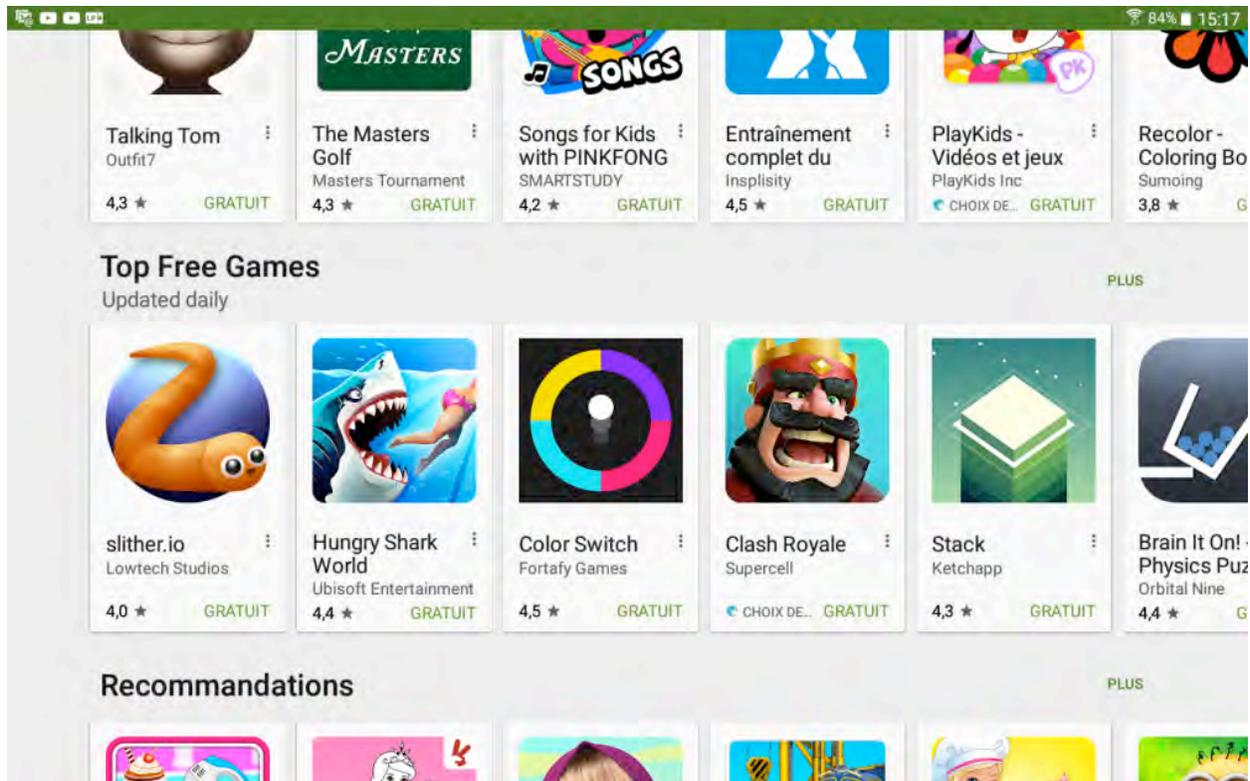 84% 15:17
MASTERS
SONGS
PK
Talking Tom
Outfit7
4,3 ★ GRATUIT
The Masters
Golf
Masters Tournament
4,3 ★ GRATUIT
Songs for Kids
with PINKFONG
SMARTSTUDY
4,2 ★ GRATUIT
Entraînement
complet du
Insplisity
4,5 ★ GRATUIT
PlayKids -
Vidéos et jeux
PlayKids Inc
CHOIX DE... GRATUIT
Recolor -
Coloring Bo
Sumoing
3,8 ★ G
Top Free Games
Updated daily
PLUS
slither.io
Lowtech Studios
4,0 ★ GRATUIT
Hungry Shark
World
Ubisoft Entertainment
4,4 ★ GRATUIT
Color Switch
Fortafy Games
4,5 ★ GRATUIT
Clash Royale
Supercell
CHOIX DE... GRATUIT
Stack
Ketchapp
4,3 ★ GRATUIT
Brain It On! -
Physics Puz
Orbital Nine
4,4 ★ G
Recommandations
PLUS